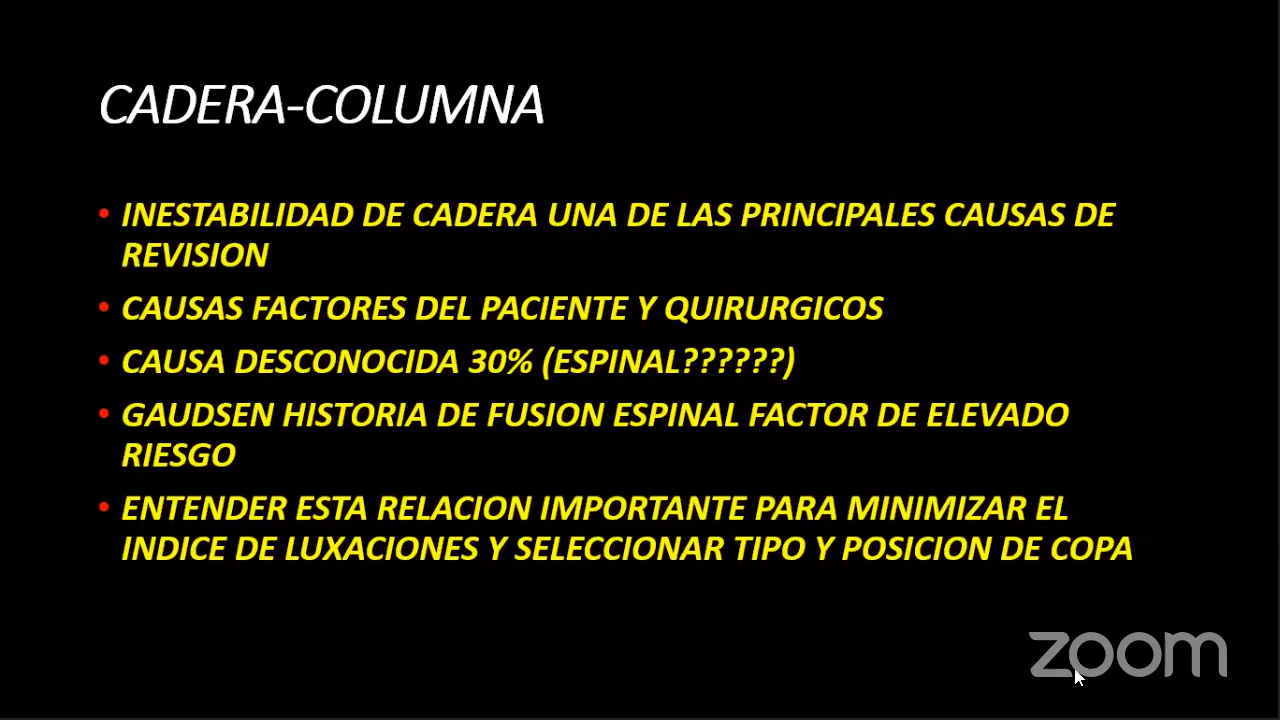 CADERA-COLUMNA
• INESTABILIDAD DE CADERA UNA DE LAS PRINCIPALES CAUSAS DE
REVISION
• CAUSAS FACTORES DEL PACIENTE Y QUIRURGICOS
• CAUSA DESCONOCIDA 30% (ESPINAL??????)
• GAUDSEN HISTORIA DE FUSION ESPINAL FACTOR DE ELEVADO
RIESGO
• ENTENDER ESTA RELACION IMPORTANTE PARA MINIMIZAR EL
INDICE DE LUXACIONES Y SELECCIONAR TIPO Y POSICION DE COPA
zoom